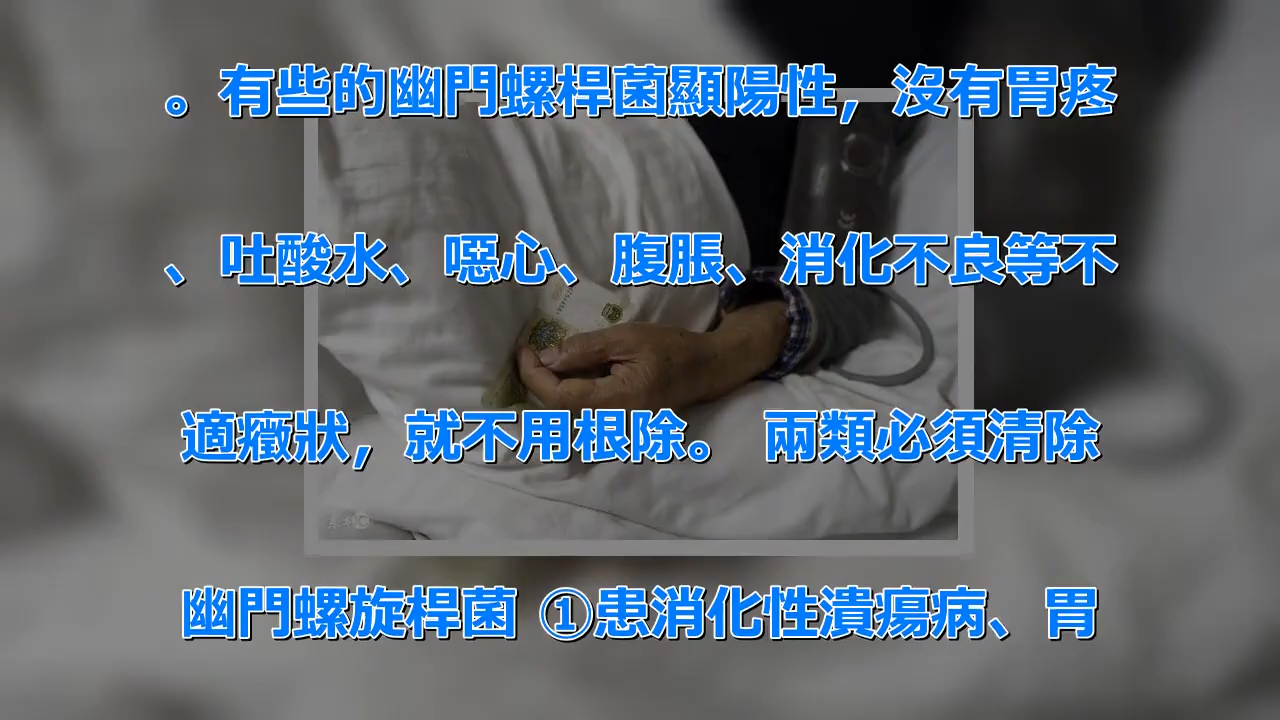 。有些的幽門螺桿菌顯陽性，沒有胃疼
、吐酸水、噁心、腹脹、消化不良等不
適癥狀，就不用根除。 兩類必須清除
幽門螺旋桿菌 ①患消化性潰瘍病、胃